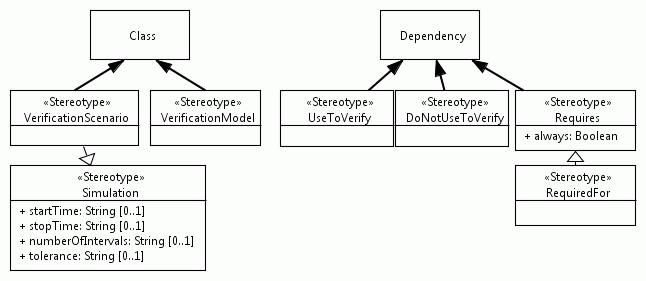 Class
Dependency
«Stereotype»
VerificationScenario
«Stereotype»
VerificationModel
«Stereotype»
UseToVerify
«Stereotype»
DoNotUseToVerify
«Stereotype»
Requires
+ always: Boolean
«Stereotype»
Simulation
+ startTime: String [0..1]
+ stopTime: String [0..1]
+ numberOfIntervals: String [0..1]
+ tolerance: String [0..1]
«Stereotype»
RequiredFor